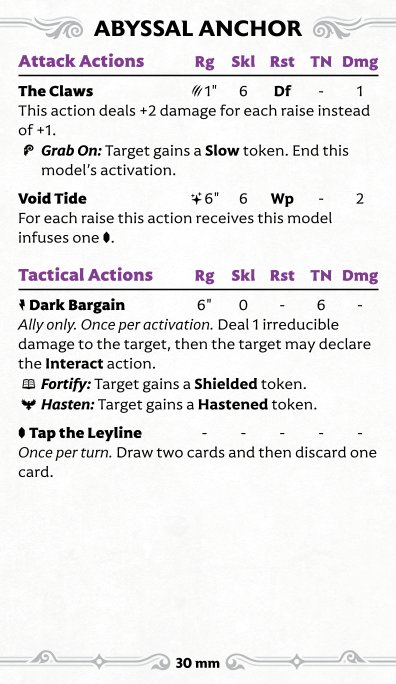 ABYSSAL ANCHOR
Attack Actions Rg Skl Rst TN Dmg
The Claws 1" 6 Df - 1
This action deals +2 damage for each raise instead
of +1.
Grab On: Target gains a Slow token. End this
model's activation.
Void Tide 6" 6 Wp - 2
For each raise this action receives this model
infuses one .
Tactical Actions Rg Skl Rst TN Dmg
Dark Bargain 6" 0 - 6 -
Ally only. Once per activation. Deal 1 irreducible
damage to the target, then the target may declare
the Interact action.
Fortify: Target gains a Shielded token.
Hasten: Target gains a Hastened token.
Tap the Leyline - - - - -
Once per turn. Draw two cards and then discard one
card.
30 mm